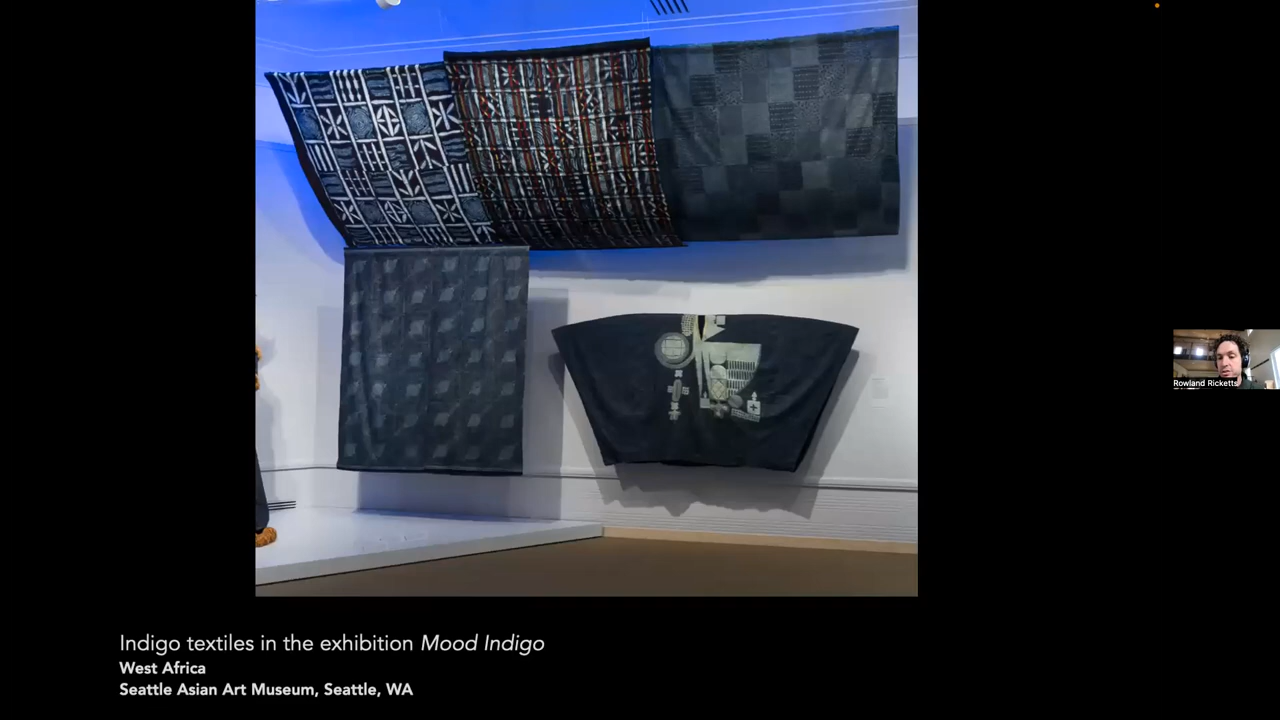 Rowland Ricketts
Indigo textiles in the exhibition Mood Indigo
West Africa
Seattle Asian Art Museum, Seattle, WA